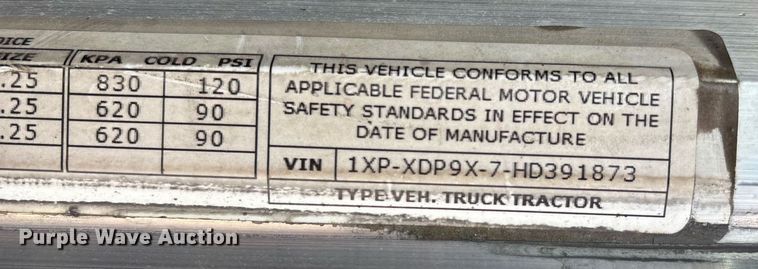 OICE
SIZE KPA COLD PSI
.25 830 120
.25 620 90
.25 620 90
THIS VEHICLE CONFORMS TO ALL
APPLICABLE FEDERAL MOTOR VEHICLE
SAFETY STANDARDS IN EFFECT ON THE
DATE OF MANUFACTURE
VIN 1XP-XDP9X-7-HD391873
TYPE VEH. TRUCK TRACTOR
Purple Wave Auction